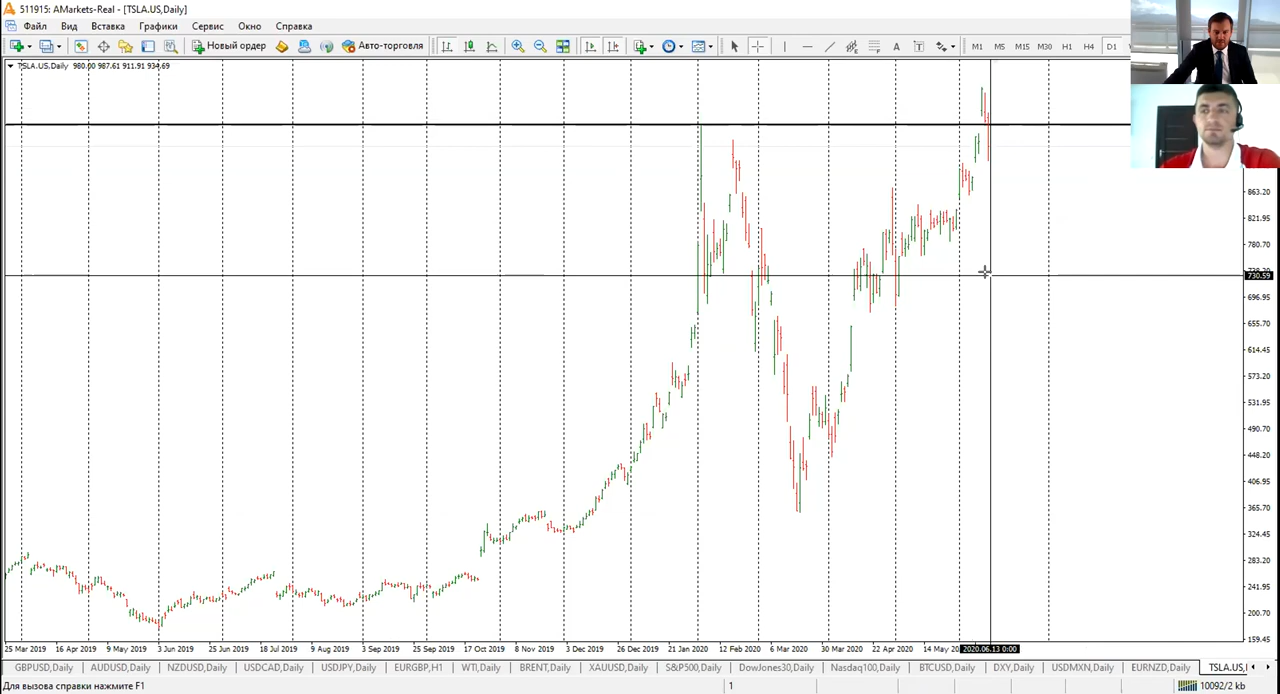 511915: AMarkets-Real - [TSLA.US,Daily]
Файл Вид Вставка Графики Сервис Окно Справка
Новый ордер Авто-торговля A T M1 M5 M15 M30 H1 H4 D1
TSLA.US,Daily 980.00 987.61 911.91 934.69
863.20
821.95
780.70
730.59
696.95
655.70
614.45
573.20
531.95
490.70
448.20
406.95
365.70
324.45
283.20
241.95
200.70
159.45
25 Mar 2019 16 Apr 2019 9 May 2019 3 Jun 2019 25 Jun 2019 18 Jul 2019 9 Aug 2019 3 Sep 2019 25 Sep 2019 17 Oct 2019 8 Nov 2019 3 Dec 2019 26 Dec 2019 21 Jan 2020 12 Feb 2020 6 Mar 2020 30 Mar 2020 22 Apr 2020 14 May 20 2020.06.13 0:00
GBPUSD,Daily AUDUSD,Daily NZDUSD,Daily USDCAD,Daily USDJPY,Daily EURGBP,H1 WTI,Daily BRENT,Daily XAUUSD,Daily S&P500,Daily DowJones30,Daily Nasdaq100,Daily BTCUSD,Daily DXY,Daily USDMXN,Daily EURNZD,Daily TSLA.US,
Для вызова справки нажмите F1 1 10092/2 kb